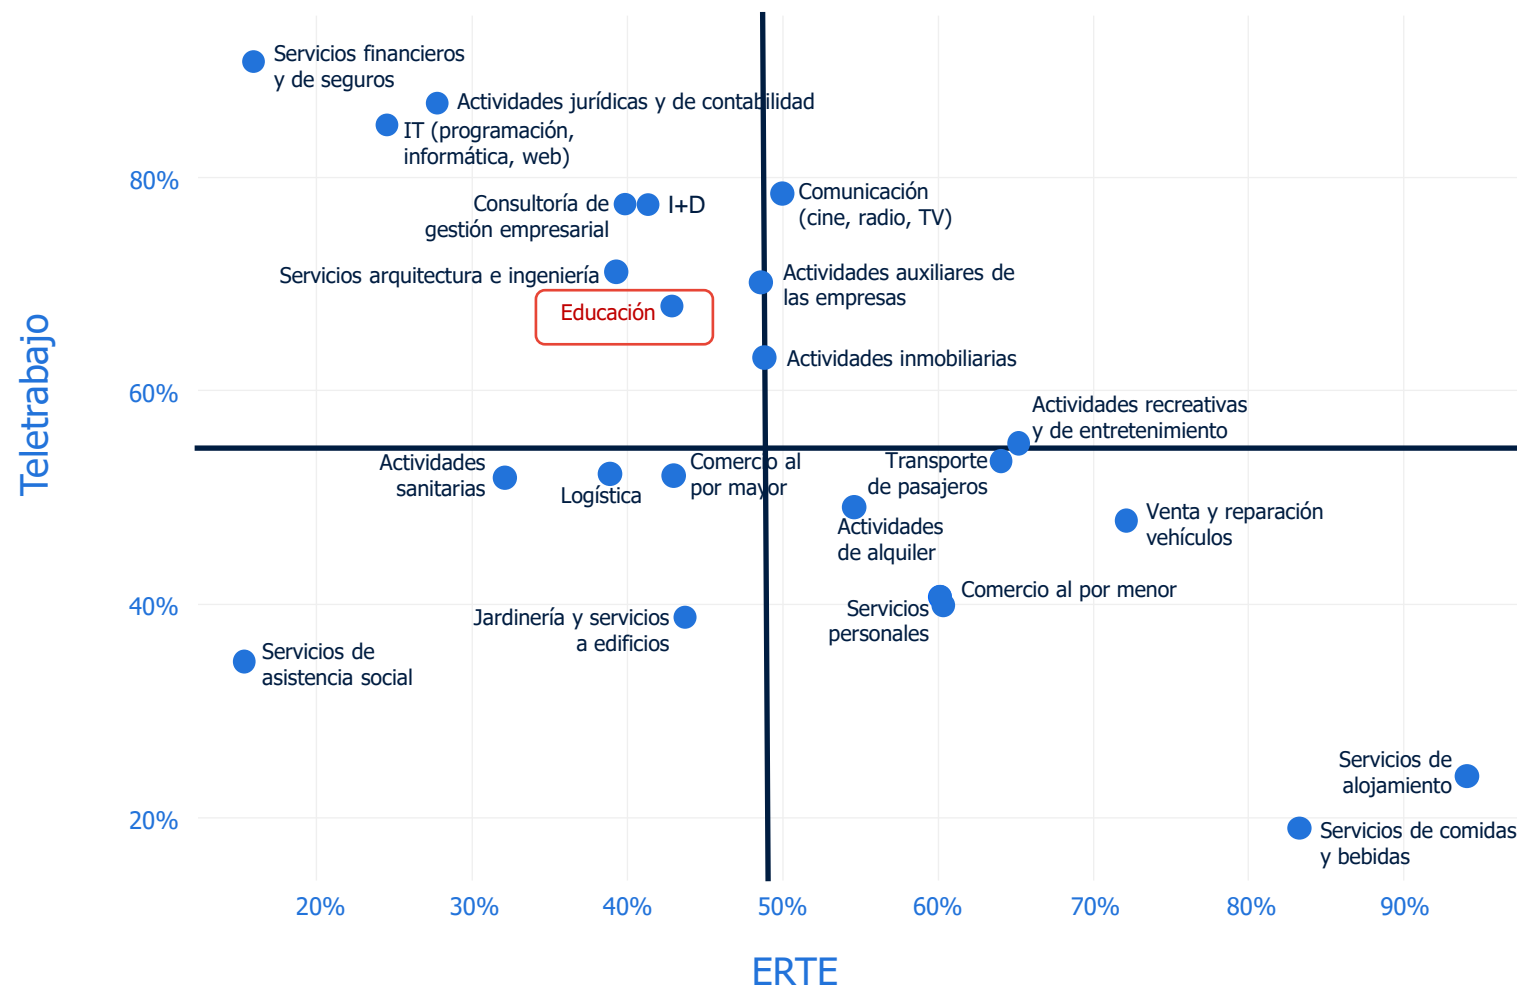 Servicios financieros
y de seguros
Actividades jurídicas y de contabilidad
IT (programación,
informática, web)
80%
Consultoría de
gestión empresarial
I+D
Comunicación
(cine, radio, TV)
Servicios arquitectura e ingeniería
Actividades auxiliares de
las empresas
Educación
Actividades inmobiliarias
Teletrabajo
60%
Actividades recreativas
y de entretenimiento
Actividades
sanitarias
Logística
Comercio al
por mayor
Transporte
de pasajeros
Actividades
de alquiler
Venta y reparación
vehículos
40%
Comercio al por menor
Servicios
personales
Jardinería y servicios
a edificios
Servicios de
asistencia social
Servicios de
alojamiento
20%
Servicios de comidas
y bebidas
20%
30%
40%
50%
60%
70%
80%
90%
ERTE